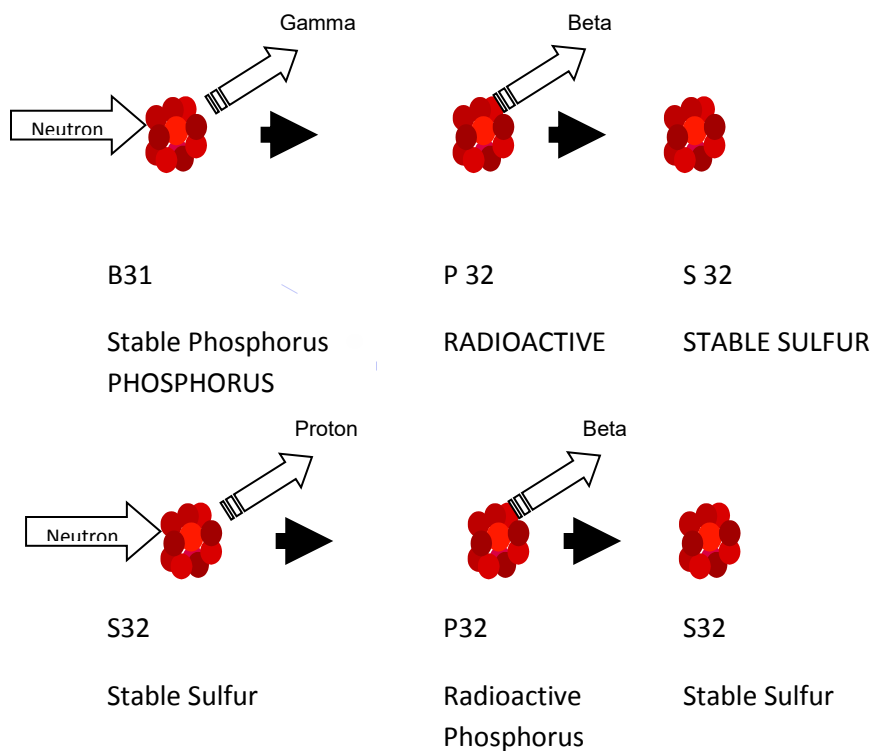 Gamma Beta
Neutron
B31 P 32 S 32
Stable Phosphorus RADIOACTIVE STABLE SULFUR
PHOSPHORUS
Proton Beta
Neutron
S32 P32 S32
Stable Sulfur Radioactive Stable Sulfur
Phosphorus